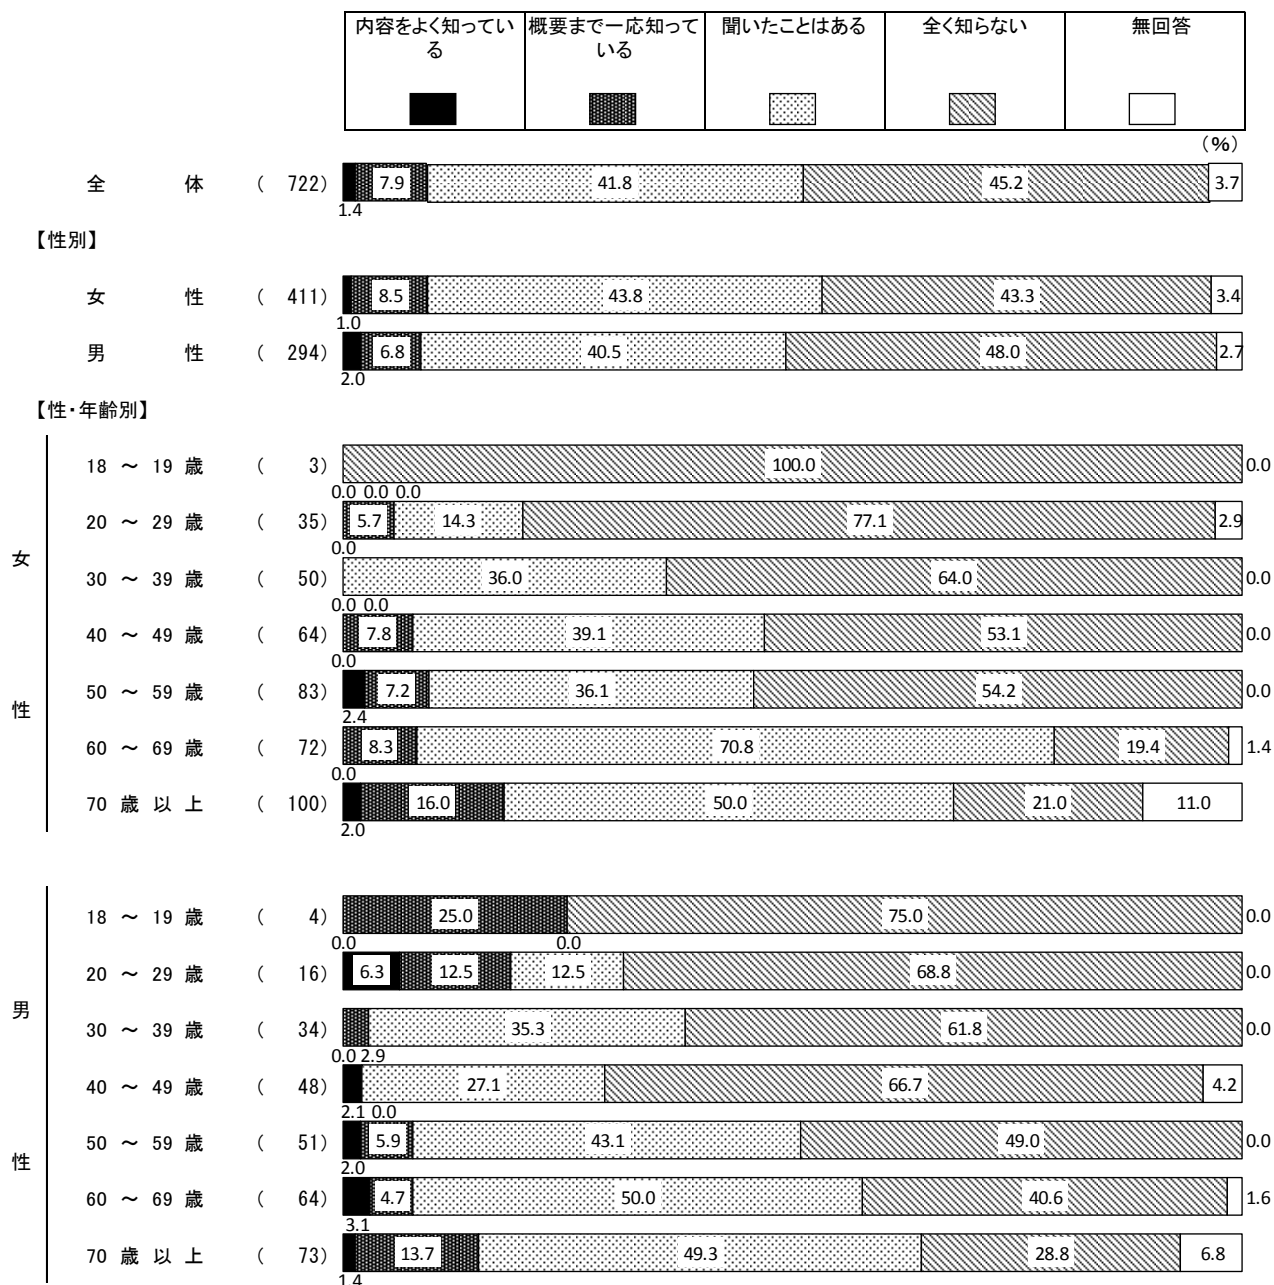 内容をよく知ってい
る
概要まで一応知って
いる
聞いたことはある
全く知らない
無回答
(%)
全 体 ( 722) 7.9 41.8 45.2 3.7
1.4
【性別】
女 性 ( 411) 8.5 43.8 43.3 3.4
1.0
男 性 ( 294) 6.8 40.5 48.0 2.7
2.0
【性・年齢別】
女性
18 ～ 19 歳 ( 3) 100.0 0.0
0.0 0.0 0.0
20 ～ 29 歳 ( 35) 5.7 14.3 77.1 2.9
0.0
30 ～ 39 歳 ( 50) 36.0 64.0 0.0
0.0 0.0
40 ～ 49 歳 ( 64) 7.8 39.1 53.1 0.0
0.0
50 ～ 59 歳 ( 83) 7.2 36.1 54.2 0.0
2.4
60 ～ 69 歳 ( 72) 8.3 70.8 19.4 1.4
0.0
70 歳 以 上 ( 100) 16.0 50.0 21.0 11.0
2.0
男性
18 ～ 19 歳 ( 4) 25.0 75.0 0.0
0.0 0.0
20 ～ 29 歳 ( 16) 6.3 12.5 12.5 68.8 0.0
30 ～ 39 歳 ( 34) 35.3 61.8 0.0
0.0 2.9
40 ～ 49 歳 ( 48) 27.1 66.7 4.2
2.1 0.0
50 ～ 59 歳 ( 51) 5.9 43.1 49.0 0.0
2.0
60 ～ 69 歳 ( 64) 4.7 50.0 40.6 1.6
3.1
70 歳 以 上 ( 73) 13.7 49.3 28.8 6.8
1.4